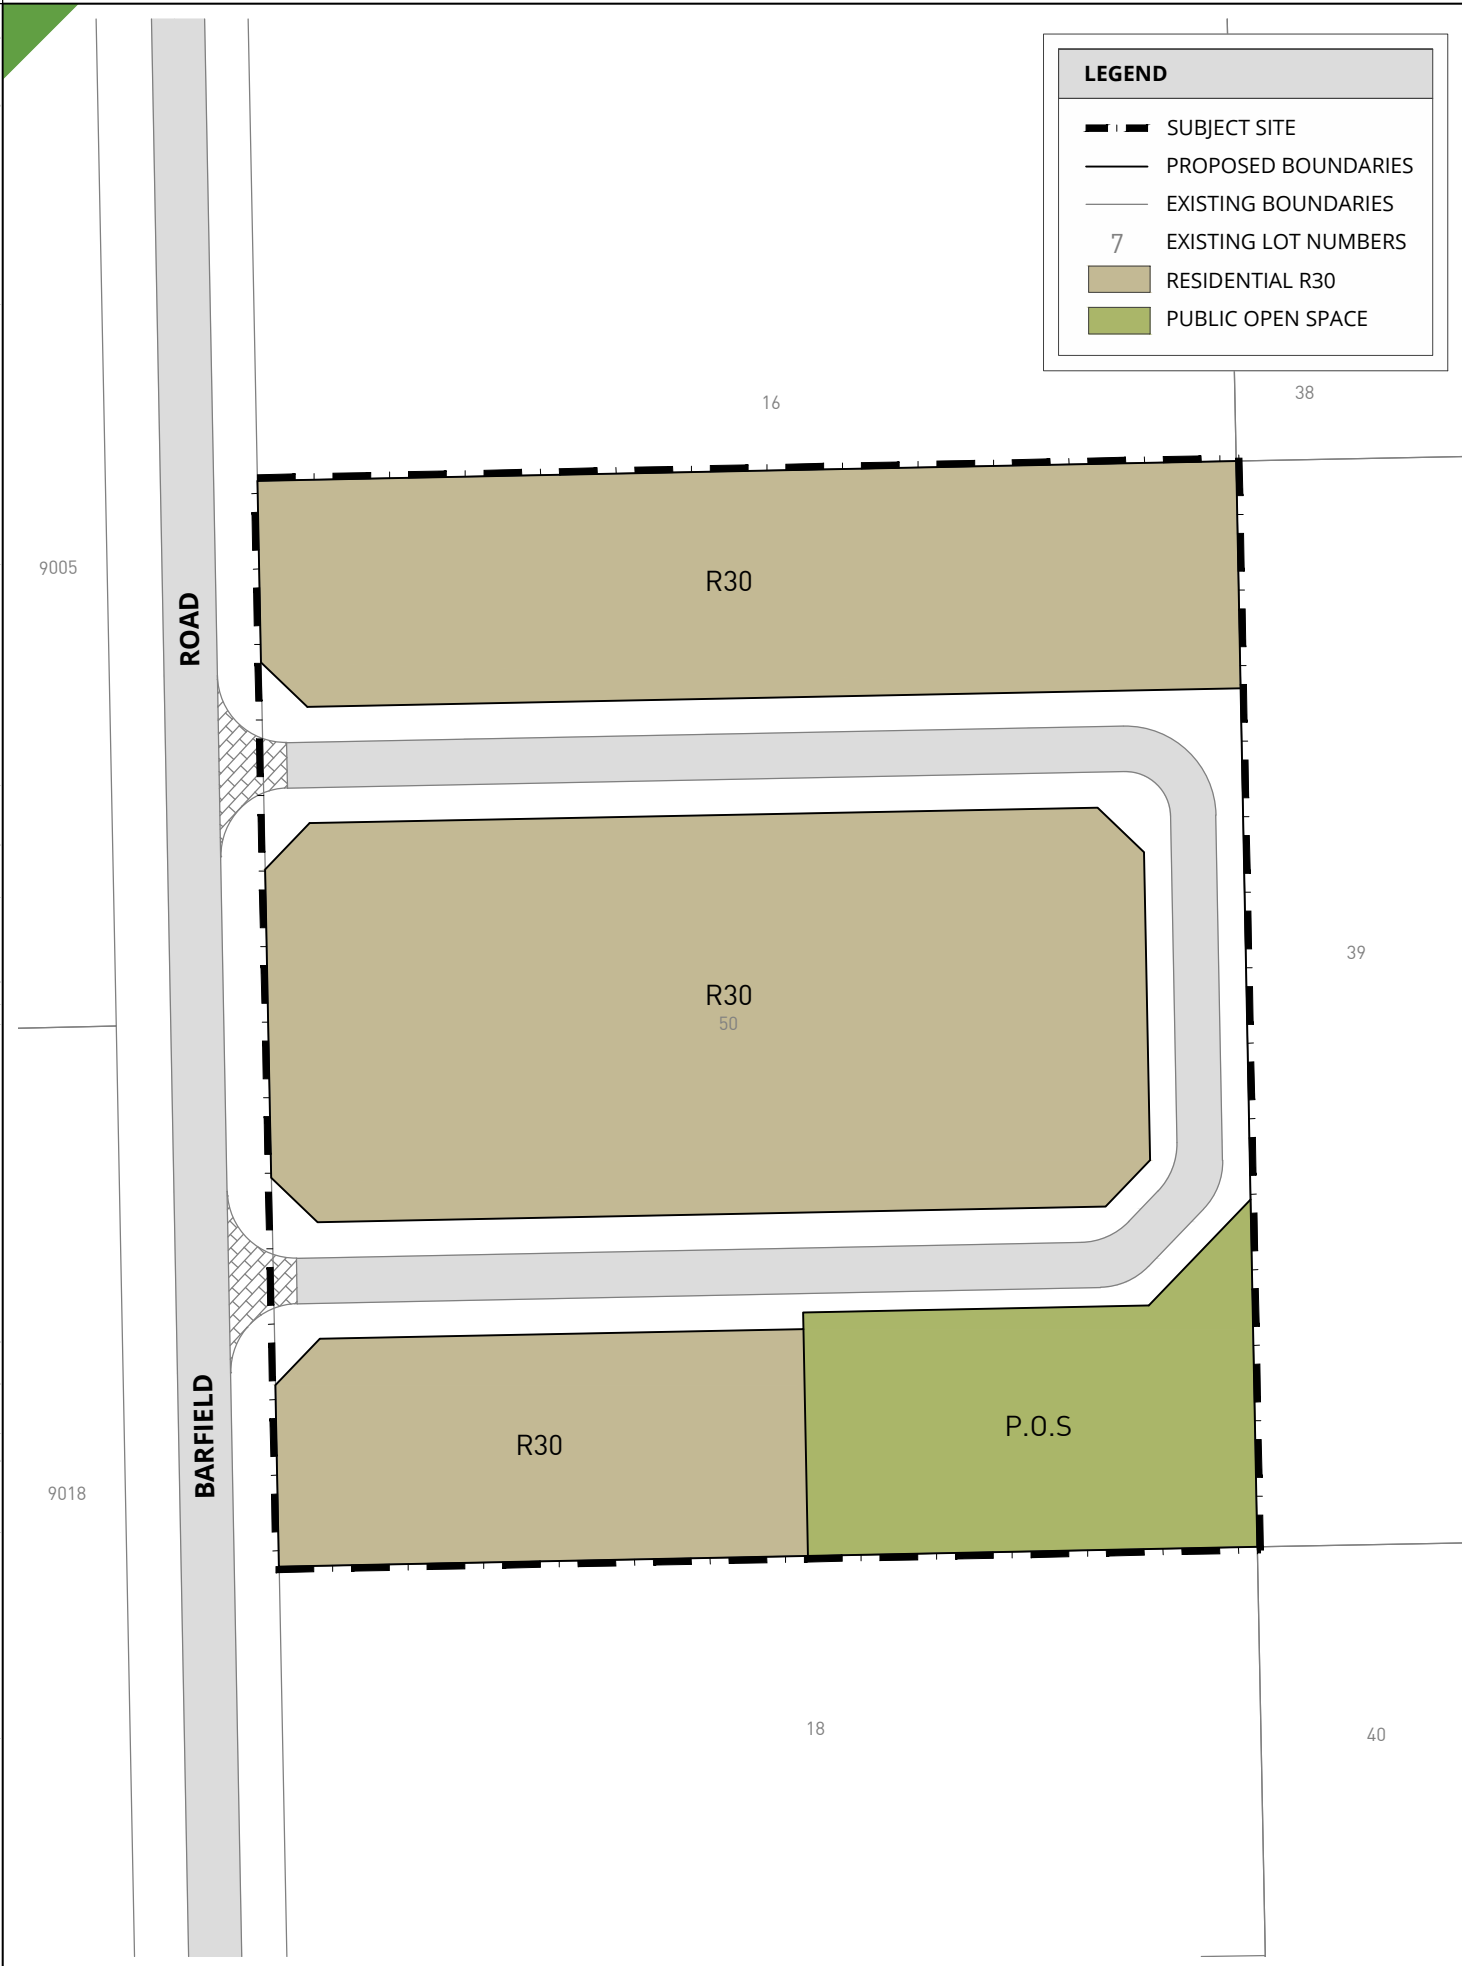 LEGEND
SUBJECT SITE
PROPOSED BOUNDARIES
EXISTING BOUNDARIES
7 EXISTING LOT NUMBERS
RESIDENTIAL R30
PUBLIC OPEN SPACE
16
38
9005
R30
ROAD
39
R30
50
BARFIELD
P.O.S
R30
9018
18
40